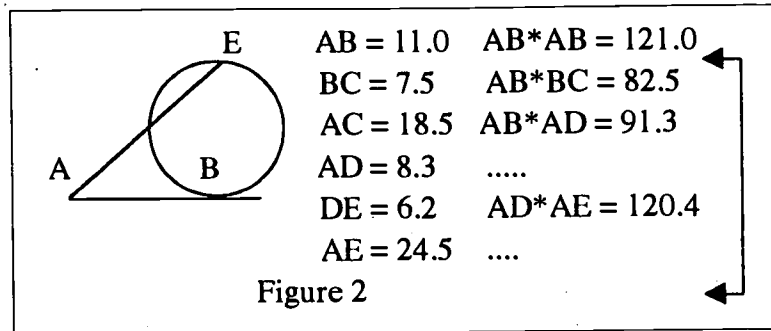 E
AB = 11.0 AB*AB = 121.0
BC = 7.5 AB*BC = 82.5
AC = 18.5 AB*AD = 91.3
A B AD = 8.3 .....
DE = 6.2 AD*AE = 120.4
AE = 24.5 ....
Figure 2